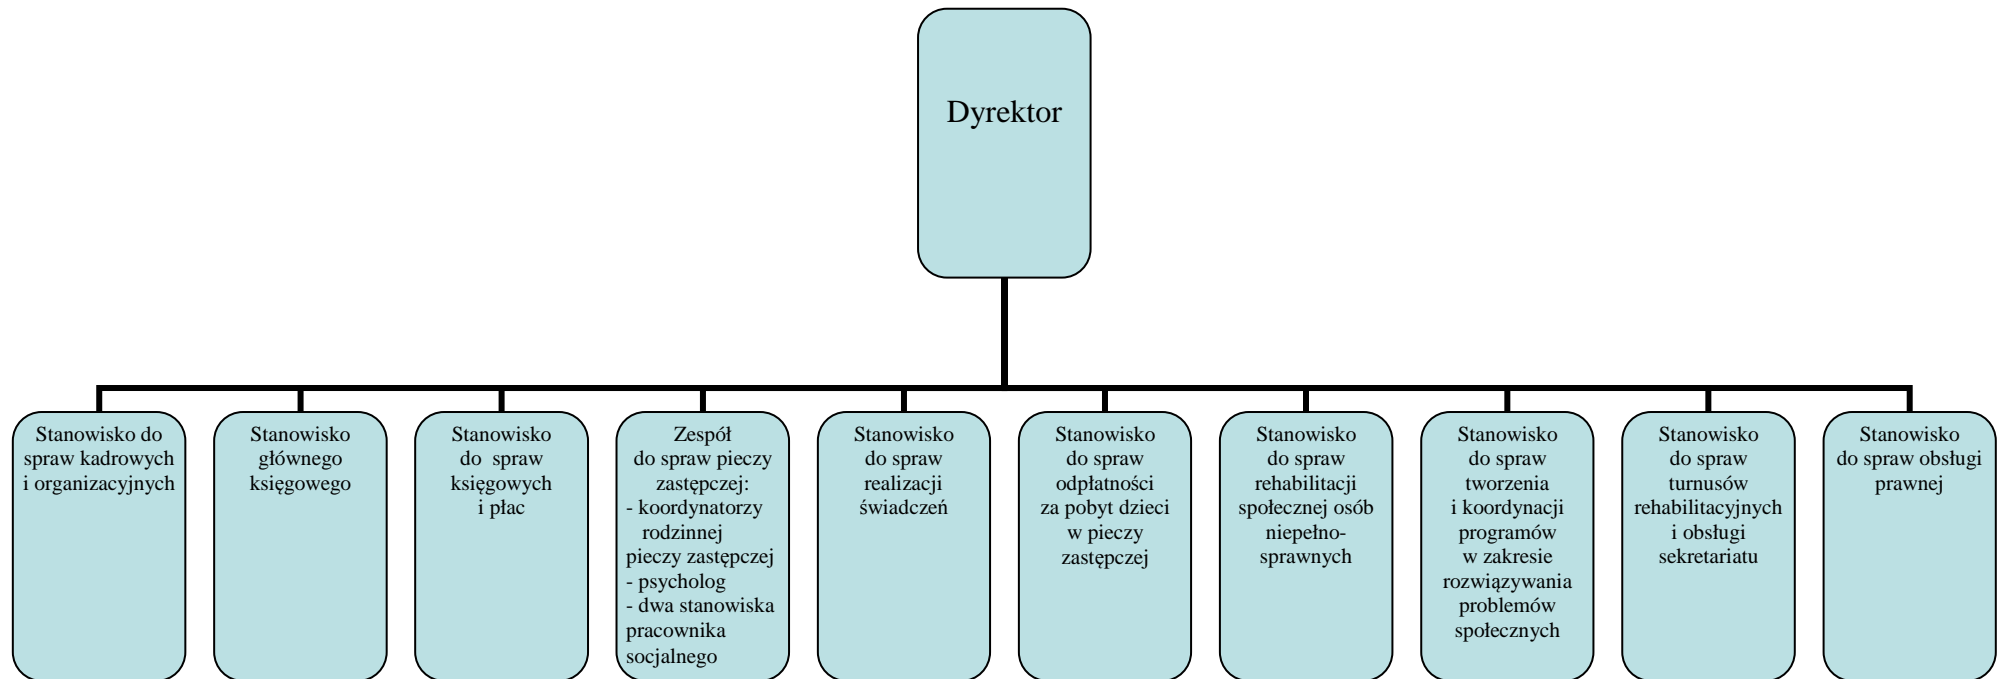 Dyrektor
Stanowisko do
spraw kadrowych
i organizacyjnych
Stanowisko
głównego
księgowego
Stanowisko
do spraw
księgowych
i płac
Zespół
do spraw pieczy
zastępczej:
- koordynatorzy
rodzinnej
pieczy zastępczej
- psycholog
- dwa stanowiska
pracownika
socjalnego
Stanowisko
do spraw
realizacji
świadczeń
Stanowisko
do spraw
odpłatności
za pobyt dzieci
w pieczy
zastępczej
Stanowisko
do spraw
rehabilitacji
społecznej osób
niepełno-
sprawnych
Stanowisko
do spraw
tworzenia
i koordynacji
programów
w zakresie
rozwiązywania
problemów
społecznych
Stanowisko
do spraw
turnusów
rehabilitacyjnych
i obsługi
sekretariatu
Stanowisko
do spraw obsługi
prawnej